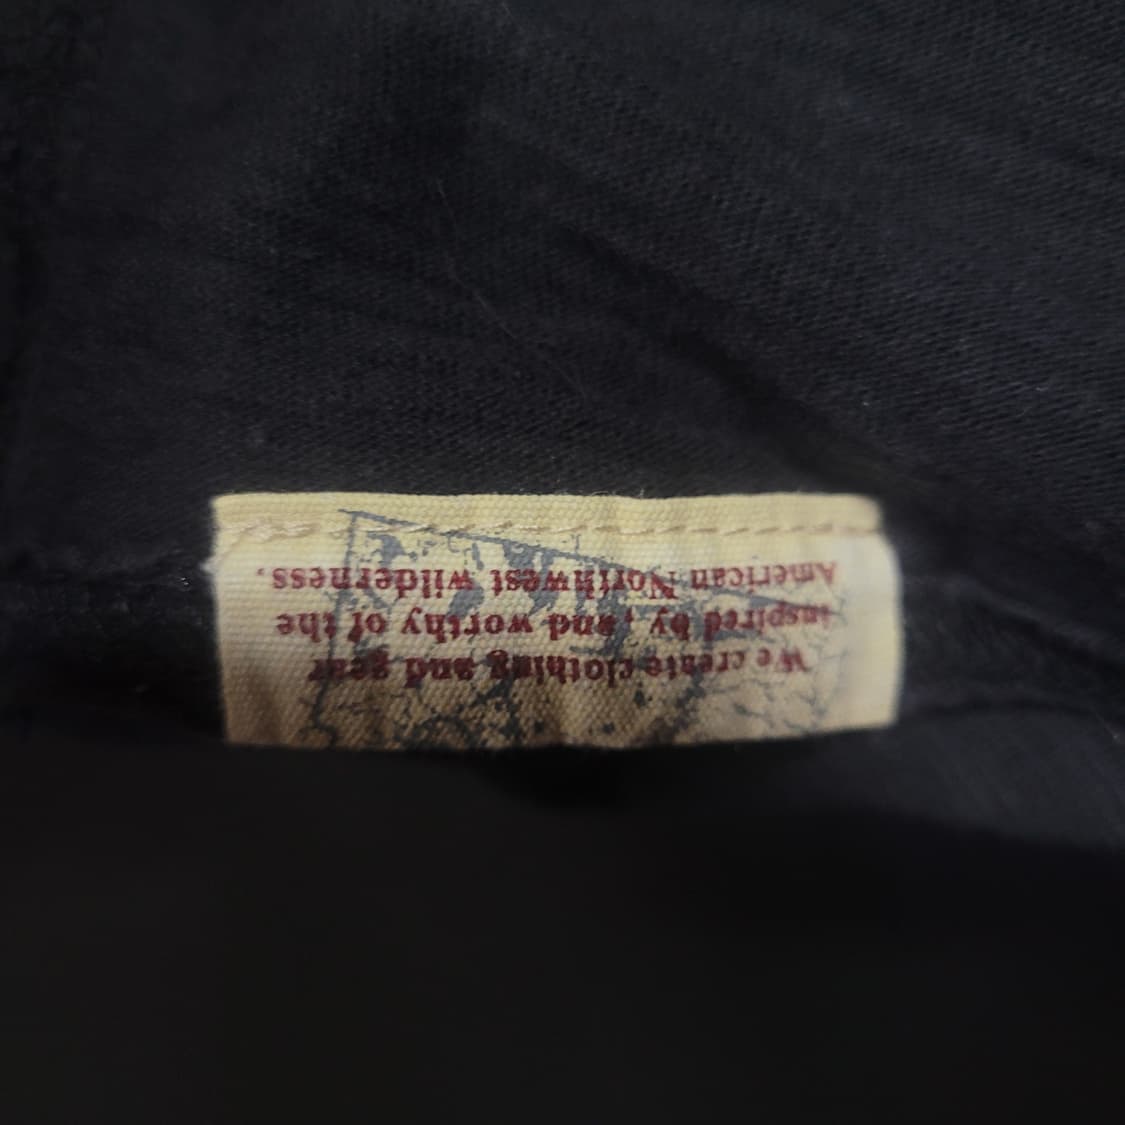 We create clothing and gear
inspired by, and worthy of the
American Northwest wilderness.